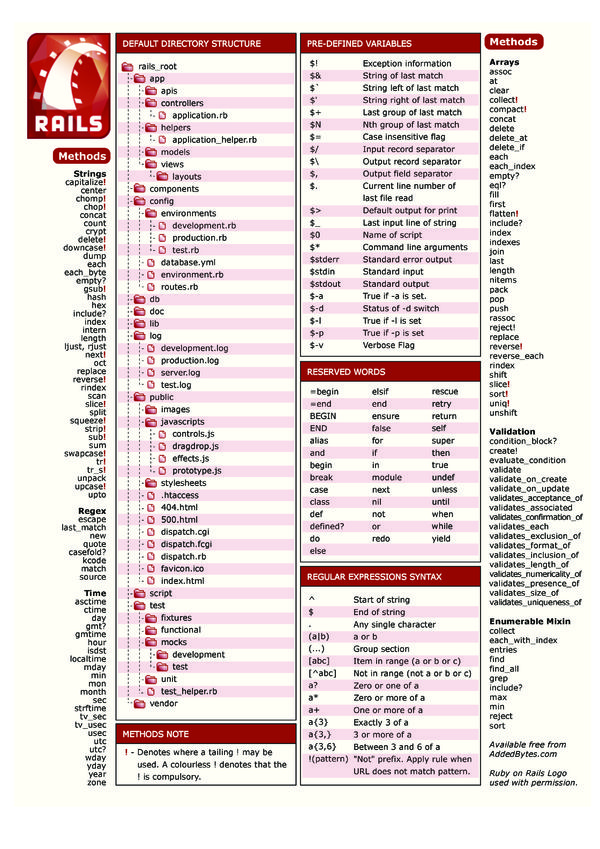 RAILS
Methods
Strings
capitalize!
center
chomp!
chop!
concat
count
crypt
delete!
downcase!
dump
each
each_byte
empty?
gsub!
hash
hex
include?
index
intern
length
ljust, rjust
next!
oct
replace
reverse!
rindex
scan
slice!
split
squeeze!
strip!
sub!
sum
swapcase!
tr!
tr_s!
unpack
upcase!
upto
Regex
escape
last_match
new
quote
casefold?
kcode
match
source
Time
asctime
ctime
day
gmt?
gmtime
hour
isdst
localtime
mday
min
mon
month
sec
strftime
tv_sec
tv_usec
usec
utc
utc?
wday
yday
year
zone
DEFAULT DIRECTORY STRUCTURE
rails_root
app
apis
controllers
application.rb
helpers
application_helper.rb
models
views
layouts
components
config
environments
development.rb
production.rb
test.rb
database.yml
environment.rb
routes.rb
db
doc
lib
log
development.log
production.log
server.log
test.log
public
images
javascripts
controls.js
dragdrop.js
effects.js
prototype.js
stylesheets
.htaccess
404.html
500.html
dispatch.cgi
dispatch.fcgi
dispatch.rb
favicon.ico
index.html
script
test
fixtures
functional
mocks
development
test
unit
test_helper.rb
vendor
METHODS NOTE
! - Denotes where a tailing ! may be
used. A colourless ! denotes that the
! is compulsory.
PRE-DEFINED VARIABLES
$! Exception information
$& String of last match
$` String left of last match
$' String right of last match
$+ Last group of last match
$N Nth group of last match
$= Case insensitive flag
$/ Input record separator
$\ Output record separator
$, Output field separator
$. Current line number of
last file read
$> Default output for print
$_ Last input line of string
$0 Name of script
$* Command line arguments
$stderr Standard error output
$stdin Standard input
$stdout Standard output
$-a True if -a is set.
$-d Status of -d switch
$-l True if -l is set
$-p True if -p is set
$-v Verbose Flag
RESERVED WORDS
=begin elsif rescue
=end end retry
BEGIN ensure return
END false self
alias for super
and if then
begin in true
break module undef
case next unless
class nil until
def not when
defined? or while
do redo yield
else
REGULAR EXPRESSIONS SYNTAX
^ Start of string
$ End of string
. Any single character
(a|b) a or b
(...) Group section
[abc] Item in range (a or b or c)
[^abc] Not in range (not a or b or c)
a? Zero or one of a
a* Zero or more of a
a+ One or more of a
a{3} Exactly 3 of a
a{3,} 3 or more of a
a{3,6} Between 3 and 6 of a
!(pattern) "Not" prefix. Apply rule when
URL does not match pattern.
Methods
Arrays
assoc
at
clear
collect!
compact!
concat
delete
delete_at
delete_if
each
each_index
empty?
eql?
fill
first
flatten!
include?
index
indexes
join
last
length
nitems
pack
pop
push
rassoc
reject!
replace
reverse!
reverse_each
rindex
shift
slice!
sort!
uniq!
unshift
Validation
condition_block?
create!
evaluate_condition
validate
validate_on_create
validate_on_update
validates_acceptance_of
validates_associated
validates_confirmation_of
validates_each
validates_exclusion_of
validates_format_of
validates_inclusion_of
validates_length_of
validates_numericality_of
validates_presence_of
validates_size_of
validates_uniqueness_of
Enumerable Mixin
collect
each_with_index
entries
find
find_all
grep
include?
max
min
reject
sort
Available free from
AddedBytes.com
Ruby on Rails Logo
used with permission.